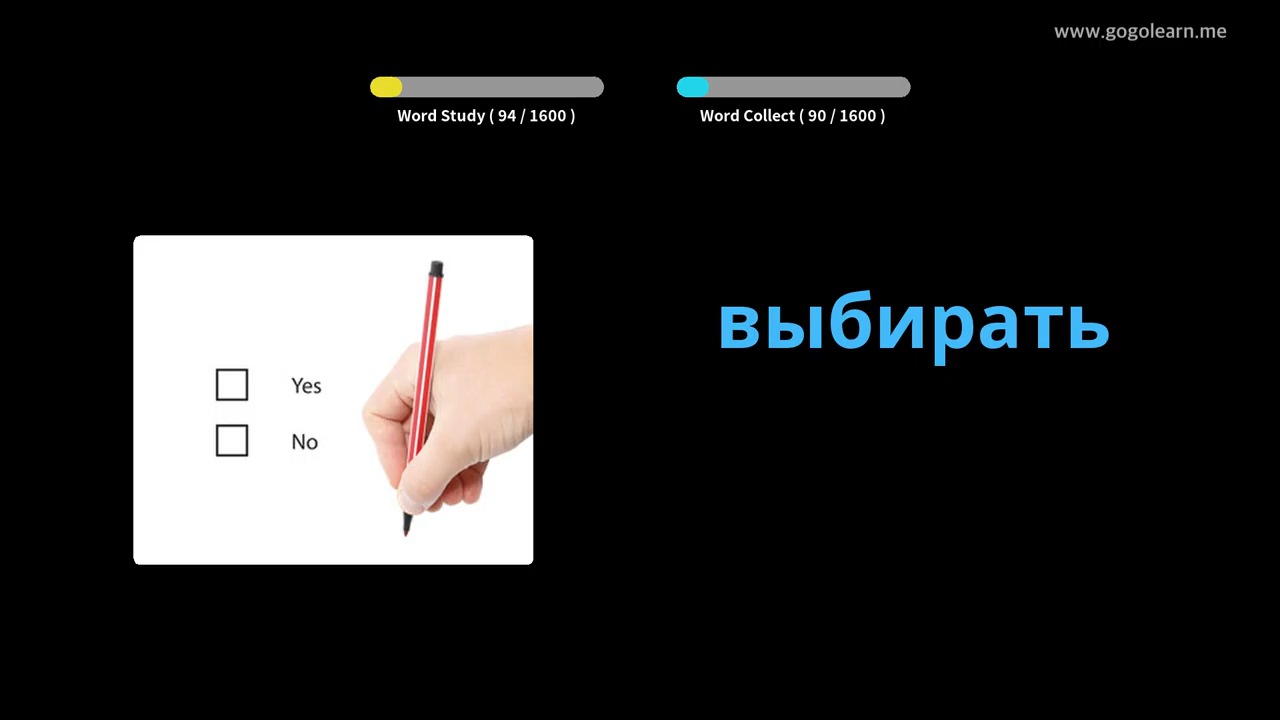 www.gogolearn.me
Word Study ( 94 / 1600 )
Word Collect ( 90 / 1600 )
Yes
No
выбирать